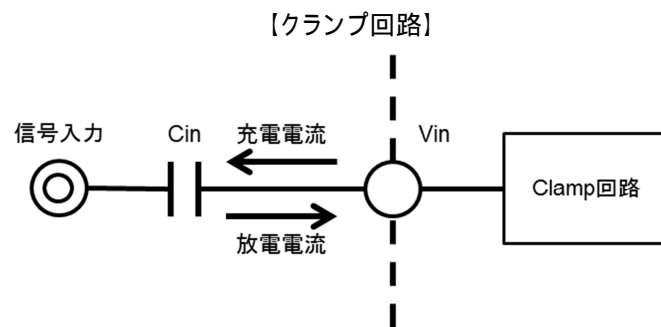 【クランプ回路】
信号入力
Cin
充電電流
Vin
Clamp回路
放電電流